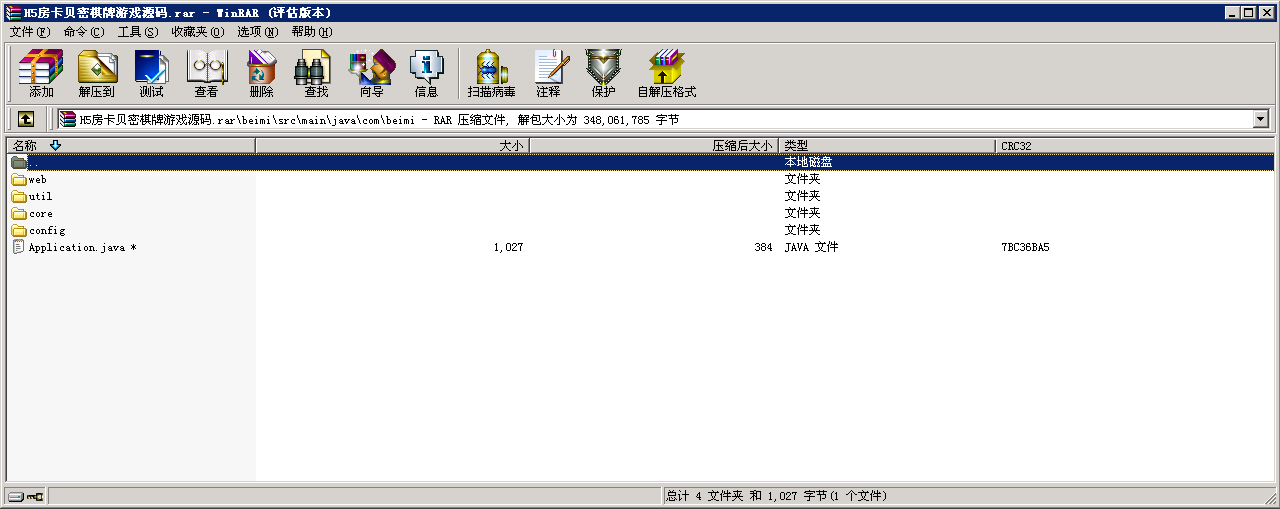 H5房卡贝密棋牌游戏源码.rar - WinRAR (评估版本)
文件(F) 命令(C) 工具(S) 收藏夹(O) 选项(N) 帮助(H)
添加 解压到 测试 查看 删除 查找 向导 信息 扫描病毒 注释 保护 自解压格式
H5房卡贝密棋牌游戏源码.rar\beimi\src\main\java\com\beimi - RAR 压缩文件, 解包大小为 348,061,785 字节
名称 大小 压缩后大小 类型 CRC32
.. 本地磁盘
web 文件夹
util 文件夹
core 文件夹
config 文件夹
Application.java * 1,027 384 JAVA 文件 7BC36BA5
总计 4 文件夹 和 1,027 字节(1 个文件)